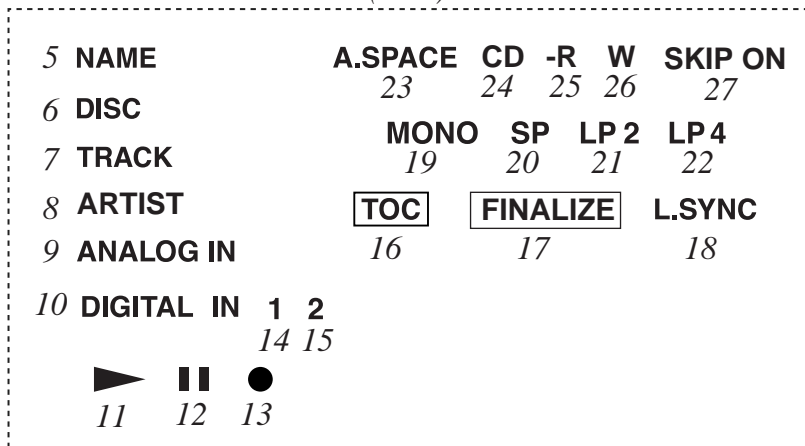 5 NAME A.SPACE CD -R W SKIP ON
23 24 25 26 27
6 DISC
MONO SP LP 2 LP 4
7 TRACK 19 20 21 22
8 ARTIST TOC FINALIZE L.SYNC
9 ANALOG IN 16 17 18
10 DIGITAL IN 1 2
14 15
11 12 13